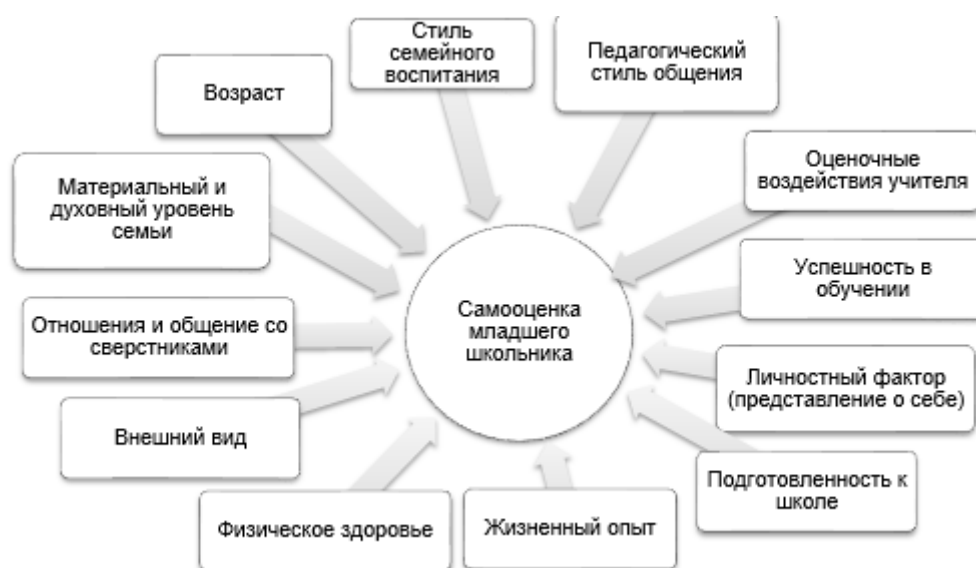 Стиль
семейного
воспитания
Педагогический
стиль общения
Возраст
Оценочные
воздействия учителя
Материальный и
духовный уровень
семьи
Успешность в
обучении
Самооценка
младшего
школьника
Отношения и общение со
сверстниками
Личностный фактор
(представление о себе)
Внешний вид
Подготовленность к
школе
Физическое здоровье
Жизненный опыт